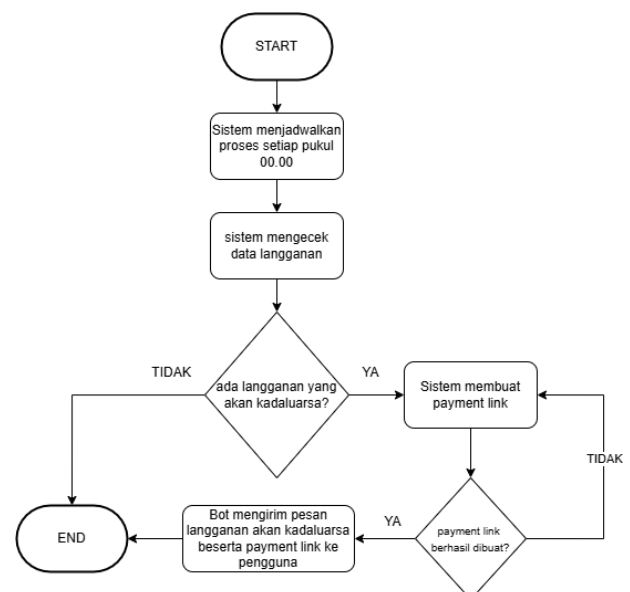 START
Sistem menjadwalkan
proses setiap pukul
00.00
sistem mengecek
data langganan
TIDAK
ada langganan yang
akan kadaluarsa?
YA
Sistem membuat
payment link
TIDAK
payment link
berhasil dibuat?
YA
Bot mengirim pesan
langganan akan kadaluarsa
beserta payment link ke
pengguna
END